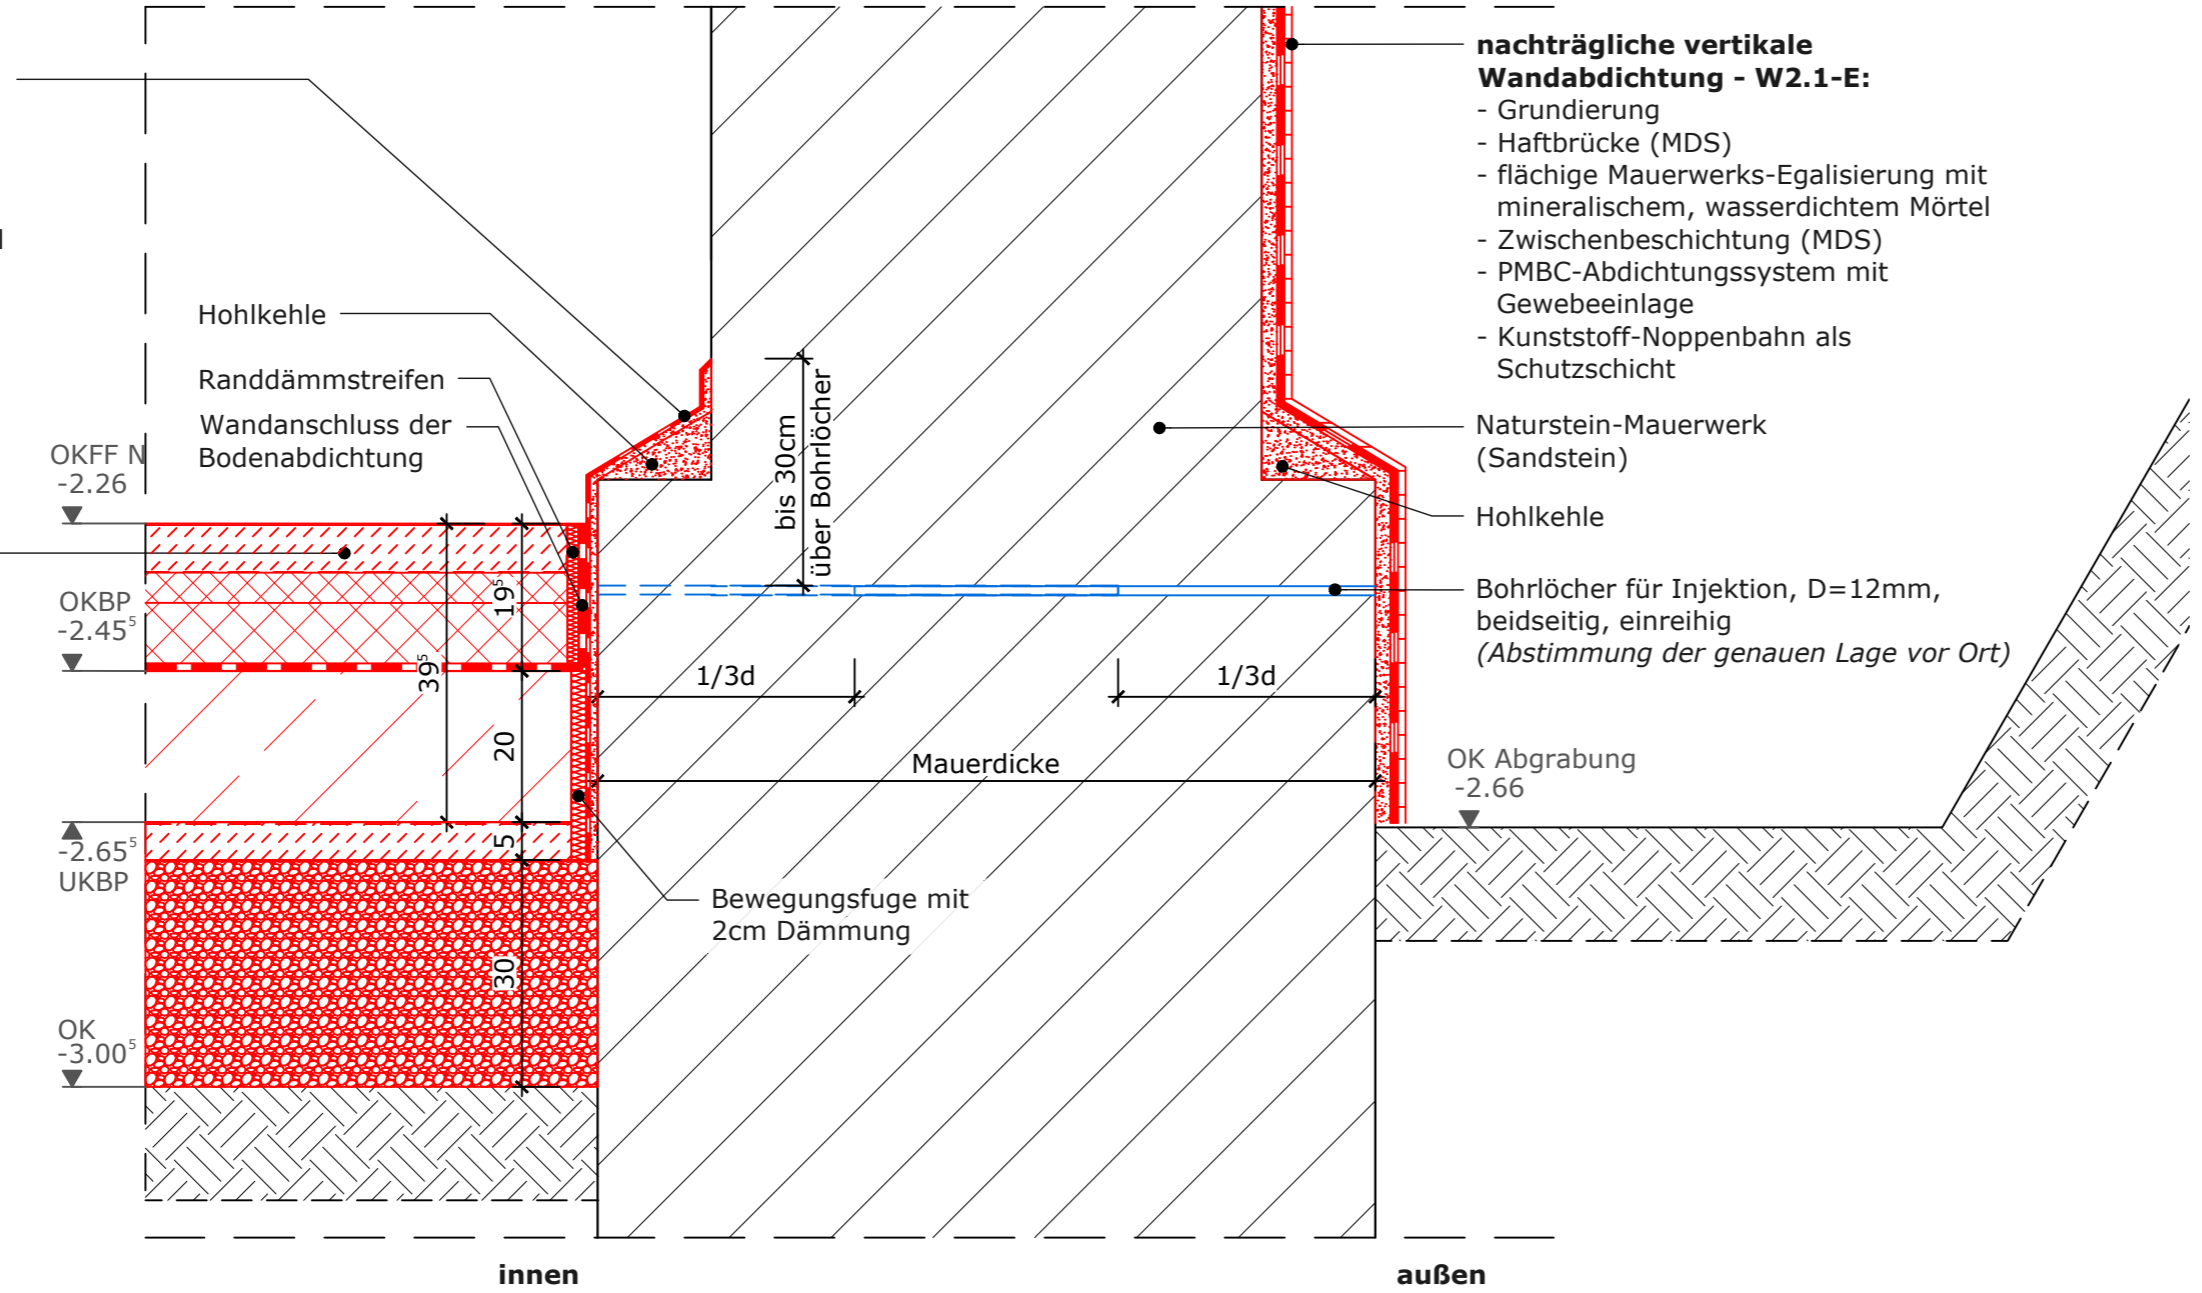 nachträgliche vertikale
Wandabdichtung - W2.1-E:
- Grundierung
- Haftbrücke (MDS)
- flächige Mauerwerks-Egalisierung mit
mineralischem, wasserdichtem Mörtel
- Zwischenbeschichtung (MDS)
- PMBC-Abdichtungssystem mit
Gewebeeinlage
- Kunststoff-Noppenbahn als
Schutzschicht
Naturstein-Mauerwerk
(Sandstein)
Hohlkehle
Bohrlöcher für Injektion, D=12mm,
beidseitig, einreihig
(Abstimmung der genauen Lage vor Ort)
OK Abgrabung
-2.66
Hohlkehle
Randdämmstreifen
Wandanschluss der
Bodenabdichtung
OKFF N
-2.26
OKBP
-2.45⁵
-2.65⁵
UKBP
OK
-3.00⁵
39⁵
19⁵
20
5
30
bis 30cm
über Bohrlöcher
1/3d
1/3d
Mauerdicke
Bewegungsfuge mit
2cm Dämmung
innen
außen